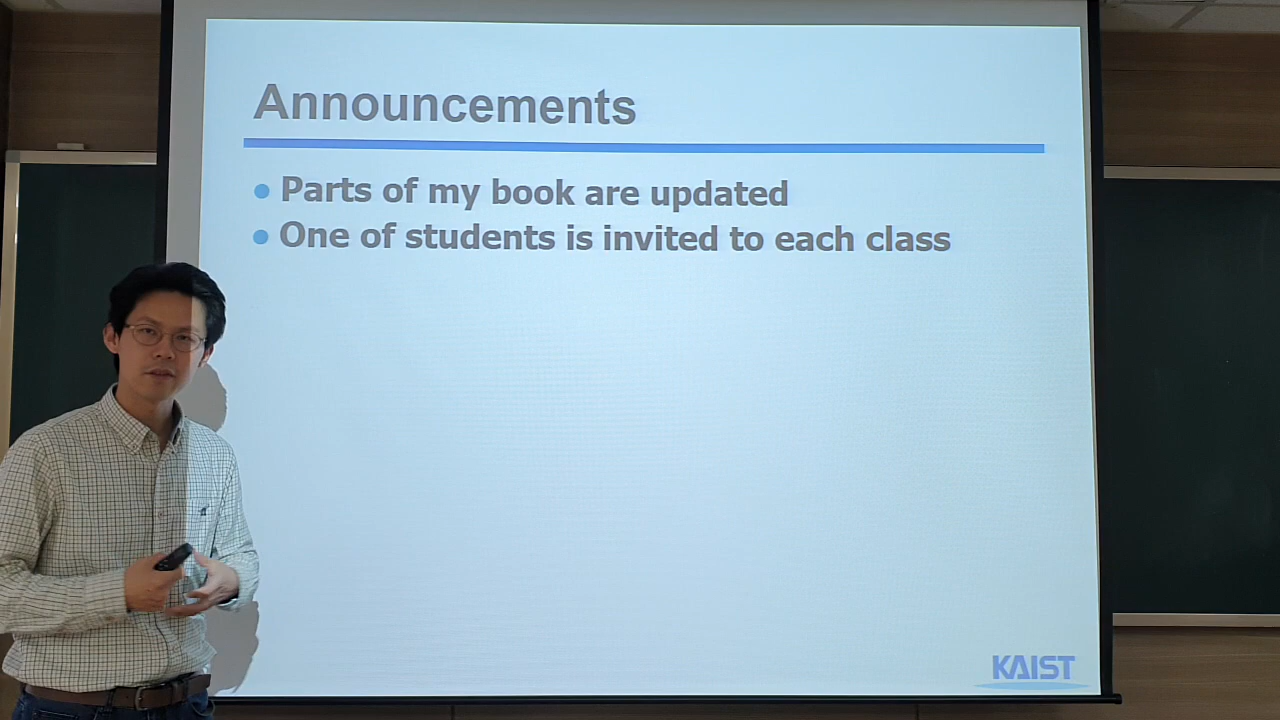 Announcements
Parts of my book are updated
One of students is invited to each class
KAIST